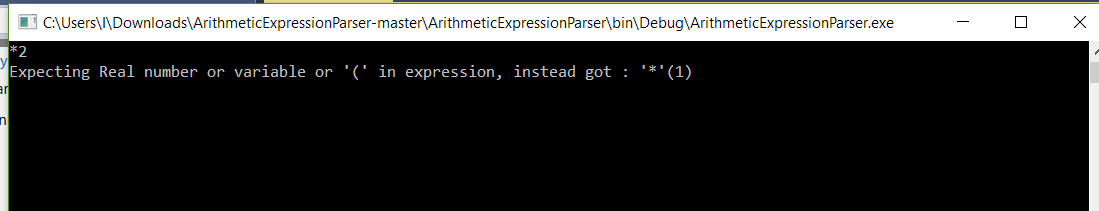 C:\Users\I\Downloads\ArithmeticExpressionParser-master\ArithmeticExpressionParser\bin\Debug\ArithmeticExpressionParser.exe
*2
Expecting Real number or variable or '(' in expression, instead got : '*'(1)